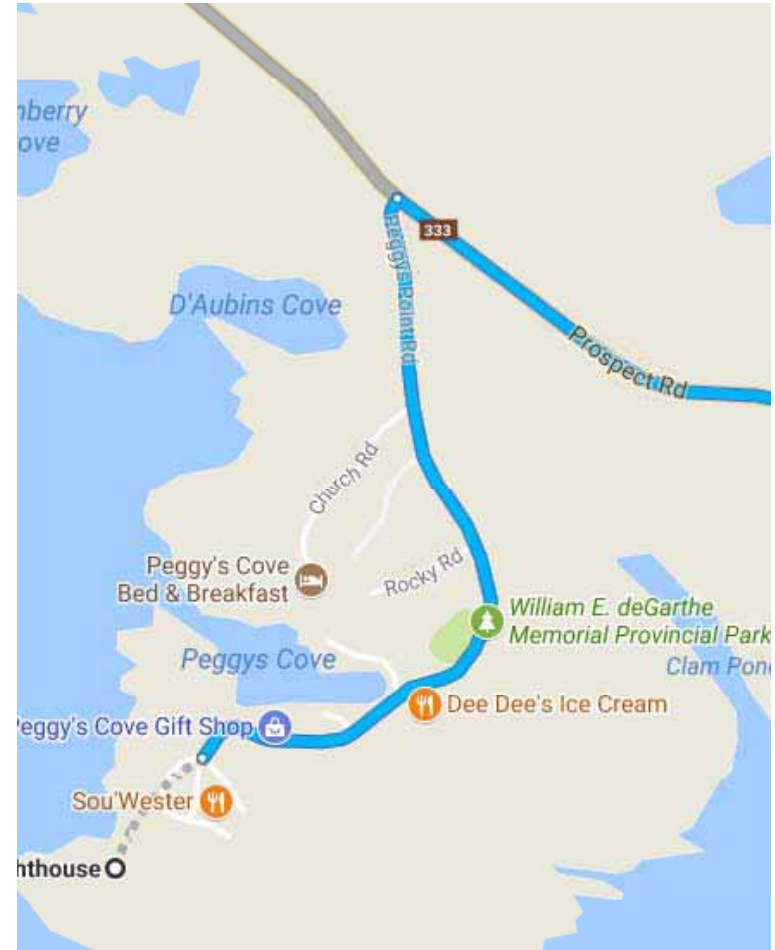 nberry
ove
333
Peggys Point Rd
D'Aubins Cove
Prospect Rd
Church Rd
Peggy's Cove
Bed & Breakfast
Rocky Rd
William E. deGarthe
Memorial Provincial Park
Peggys Cove
Clam Pond
Dee Dee's Ice Cream
Peggy's Cove Gift Shop
Sou'Wester
hthouse